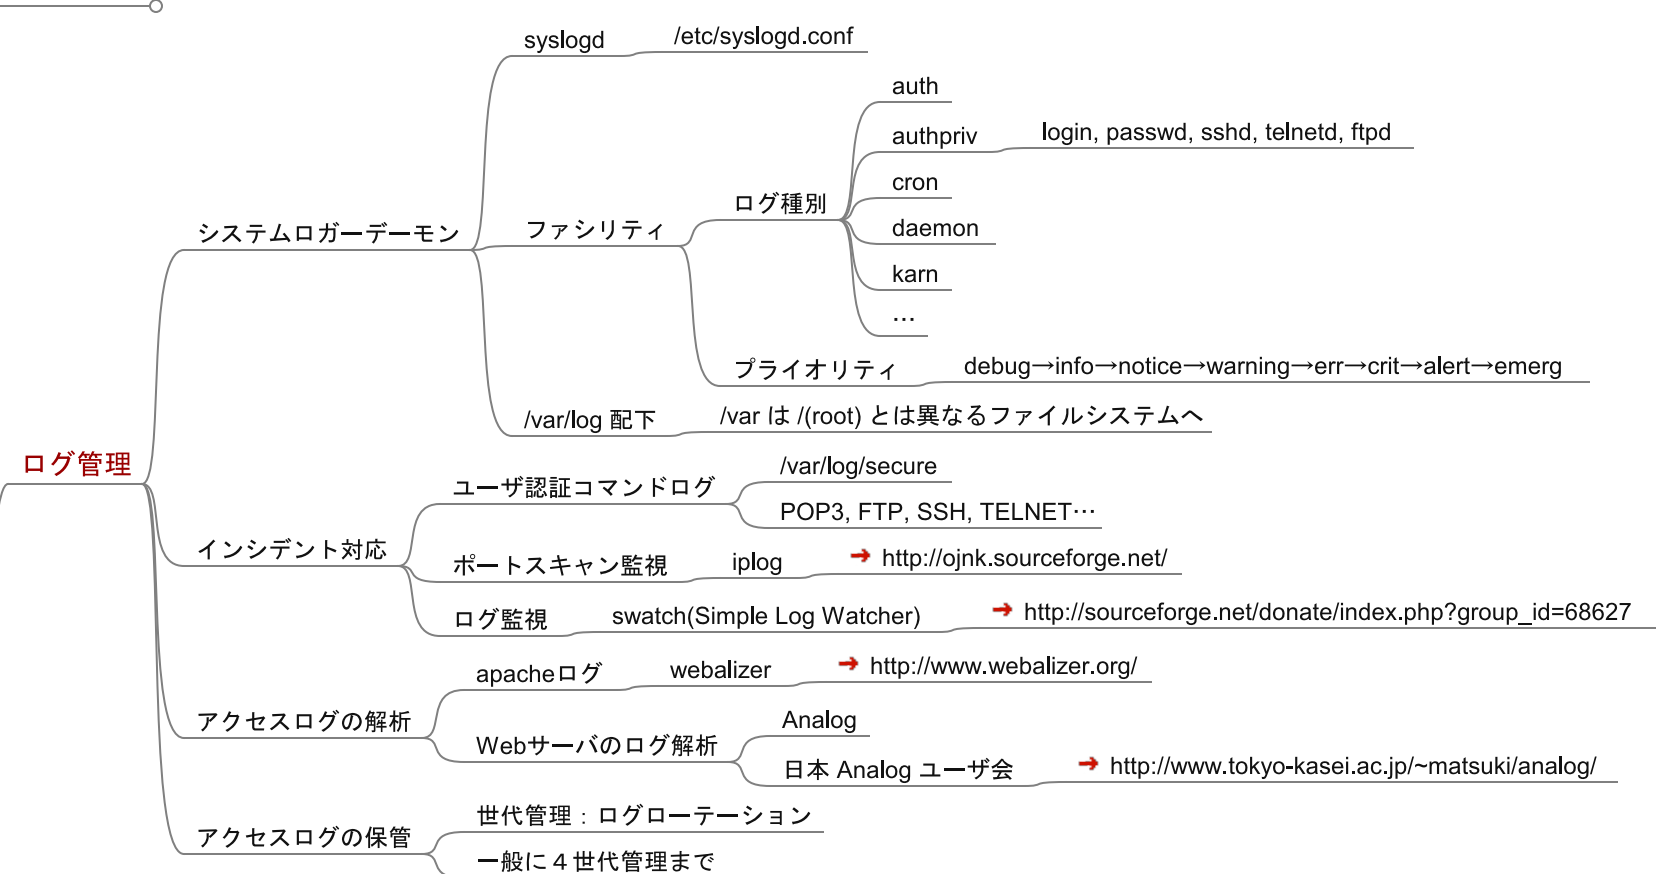 ログ管理
システムロガーデーモン
syslogd
/etc/syslogd.conf
ファシリティ
ログ種別
auth
authpriv
login, passwd, sshd, telnetd, ftpd
cron
daemon
karn
…
プライオリティ
debug→info→notice→warning→err→crit→alert→emerg
/var/log 配下
/var は /(root) とは異なるファイルシステムへ
インシデント対応
ユーザ認証コマンドログ
/var/log/secure
POP3, FTP, SSH, TELNET…
ポートスキャン監視
iplog
http://ojnk.sourceforge.net/
ログ監視
swatch(Simple Log Watcher)
http://sourceforge.net/donate/index.php?group_id=68627
アクセスログの解析
apacheログ
webalizer
http://www.webalizer.org/
Webサーバのログ解析
Analog
日本 Analog ユーザ会
http://www.tokyo-kasei.ac.jp/~matsuki/analog/
アクセスログの保管
世代管理：ログローテーション
一般に４世代管理まで